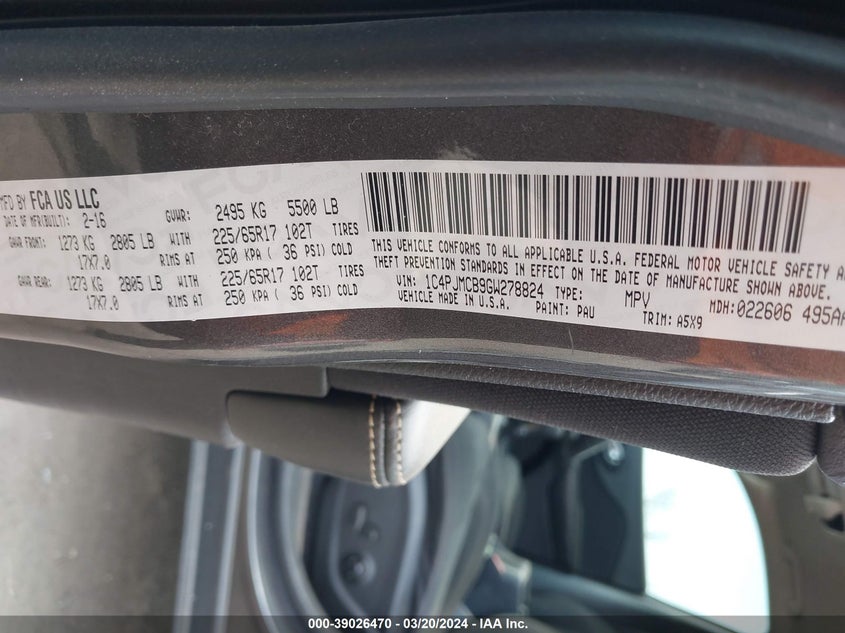 MFD BY FCA US LLC
DATE OF MFR(BUILT): 2-16 GVWR: 2495 KG 5500 LB
GAWR FRONT: 1273 KG 2805 LB WITH 225/65R17 102T TIRES
17X7.0 RIMS AT 250 KPA ( 36 PSI) COLD
GAWR REAR: 1273 KG 2805 LB WITH 225/65R17 102T TIRES
17X7.0 RIMS AT 250 KPA ( 36 PSI) COLD
THIS VEHICLE CONFORMS TO ALL APPLICABLE U.S.A. FEDERAL MOTOR VEHICLE SAFETY
THEFT PREVENTION STANDARDS IN EFFECT ON THE DATE OF MANUFACTURE SHOWN ABOVE.
VIN: 1C4PJMCB9GW278824 TYPE: MPV MDH:022606 495AA
VEHICLE MADE IN U.S.A. PAINT: PAU TRIM: A5X9
000-39026470 — 03/20/2024 — IAA Inc.